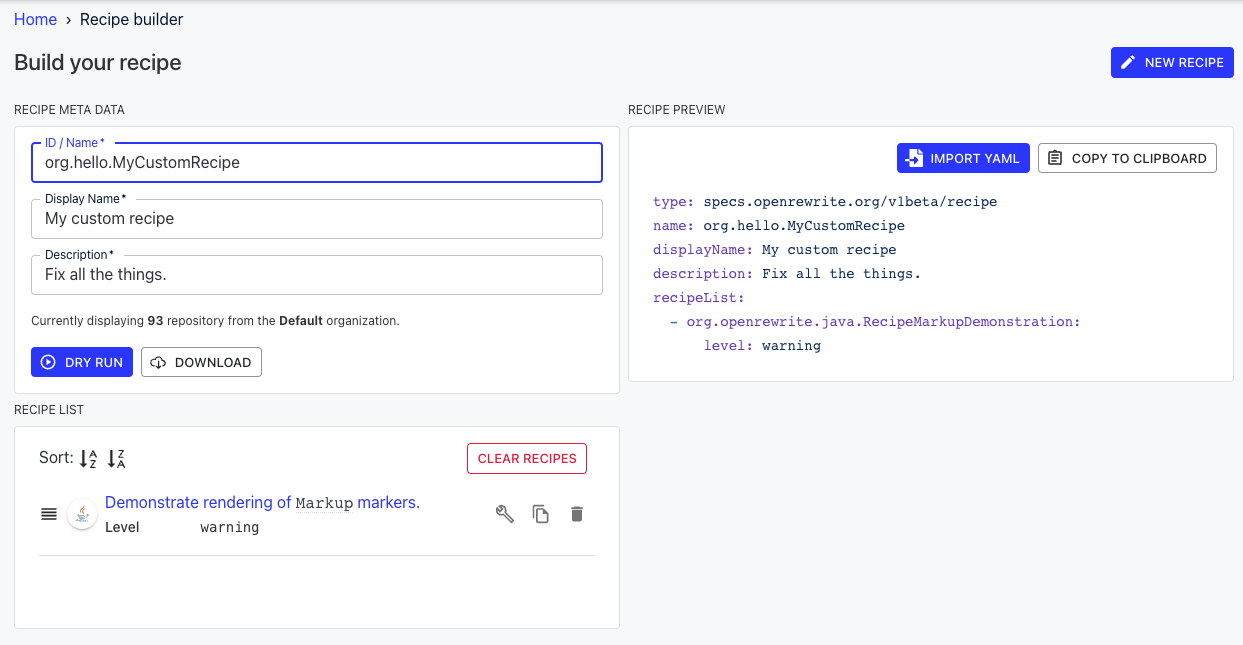 Home › Recipe builder
Build your recipe
NEW RECIPE
RECIPE META DATA
ID / Name*
org.hello.MyCustomRecipe
Display Name*
My custom recipe
Description*
Fix all the things.
Currently displaying 93 repository from the Default organization.
DRY RUN
DOWNLOAD
RECIPE LIST
Sort:
CLEAR RECIPES
Demonstrate rendering of Markup markers.
Level warning
RECIPE PREVIEW
IMPORT YAML
COPY TO CLIPBOARD
type: specs.openrewrite.org/v1beta/recipe
name: org.hello.MyCustomRecipe
displayName: My custom recipe
description: Fix all the things.
recipeList:
- org.openrewrite.java.RecipeMarkupDemonstration:
level: warning